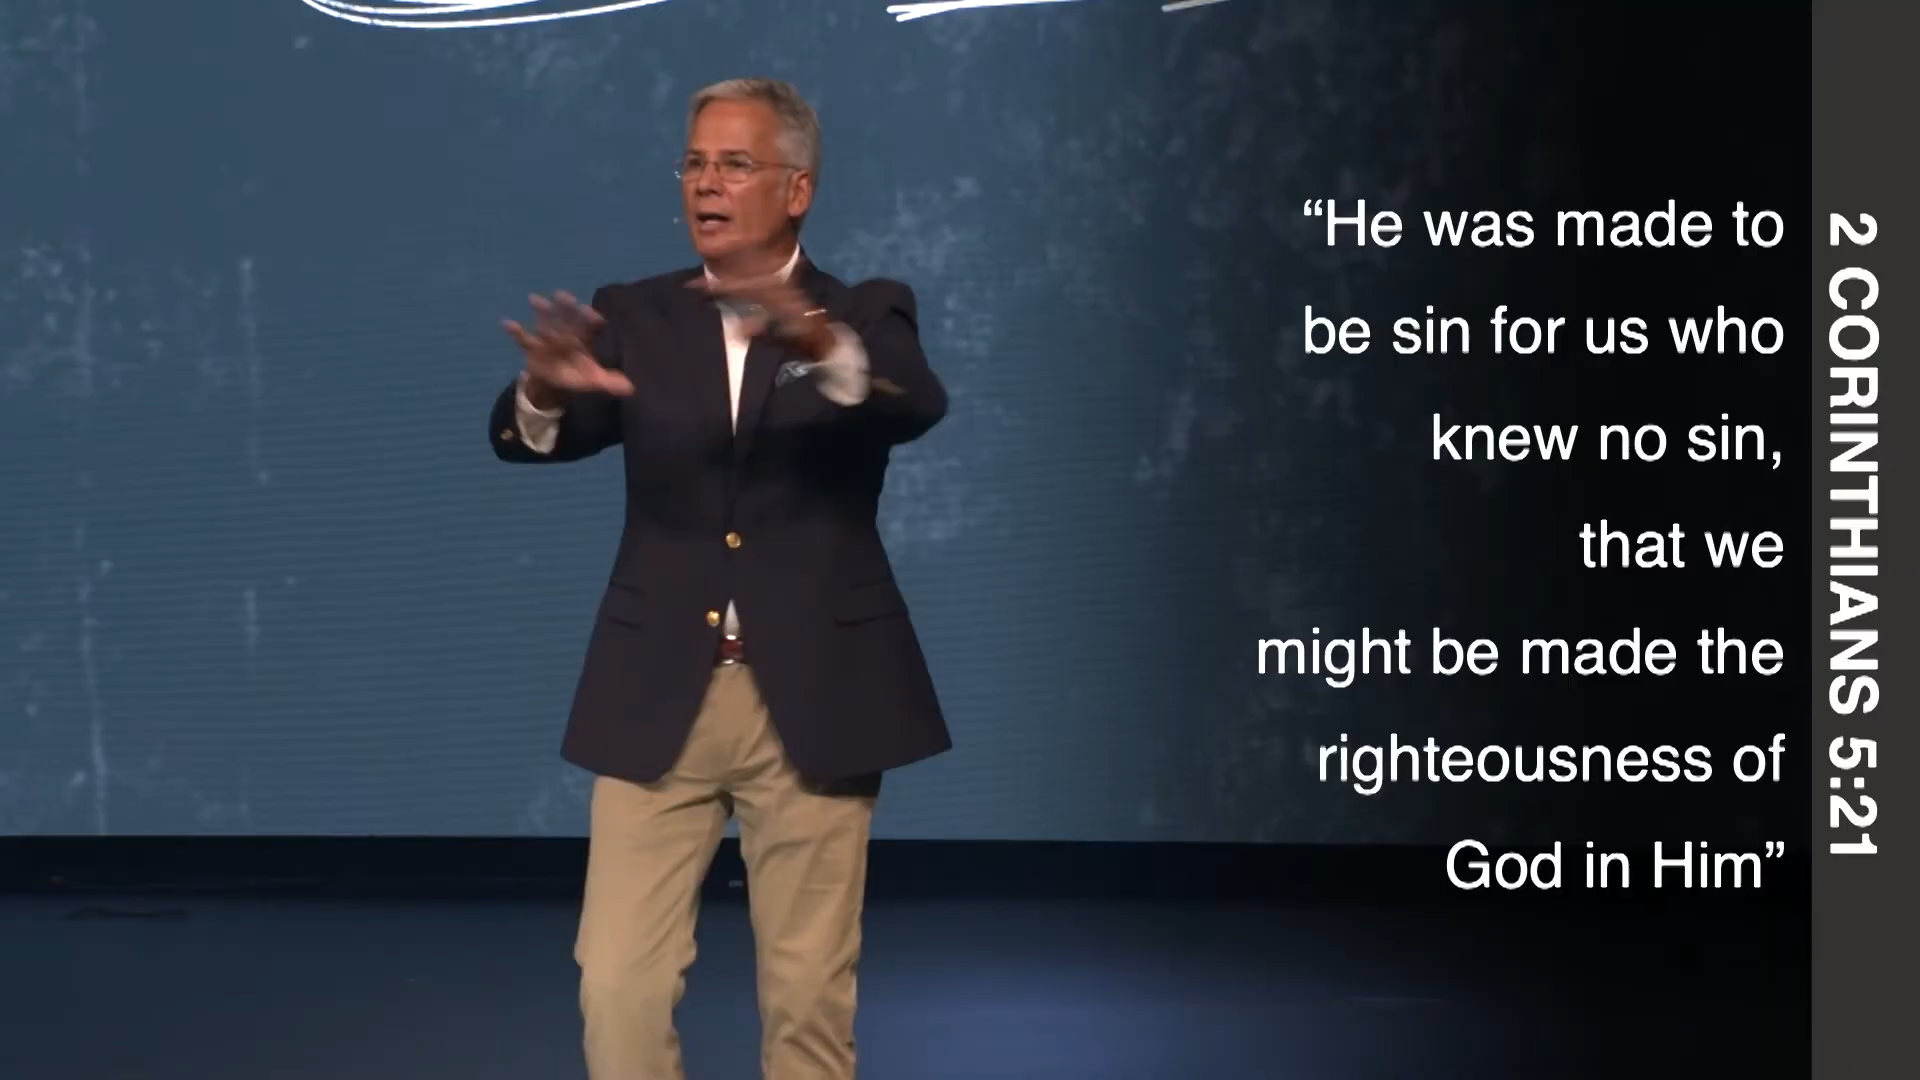 “He was made to
be sin for us who
knew no sin,
that we
might be made the
righteousness of
God in Him”
2 CORINTHIANS 5:21